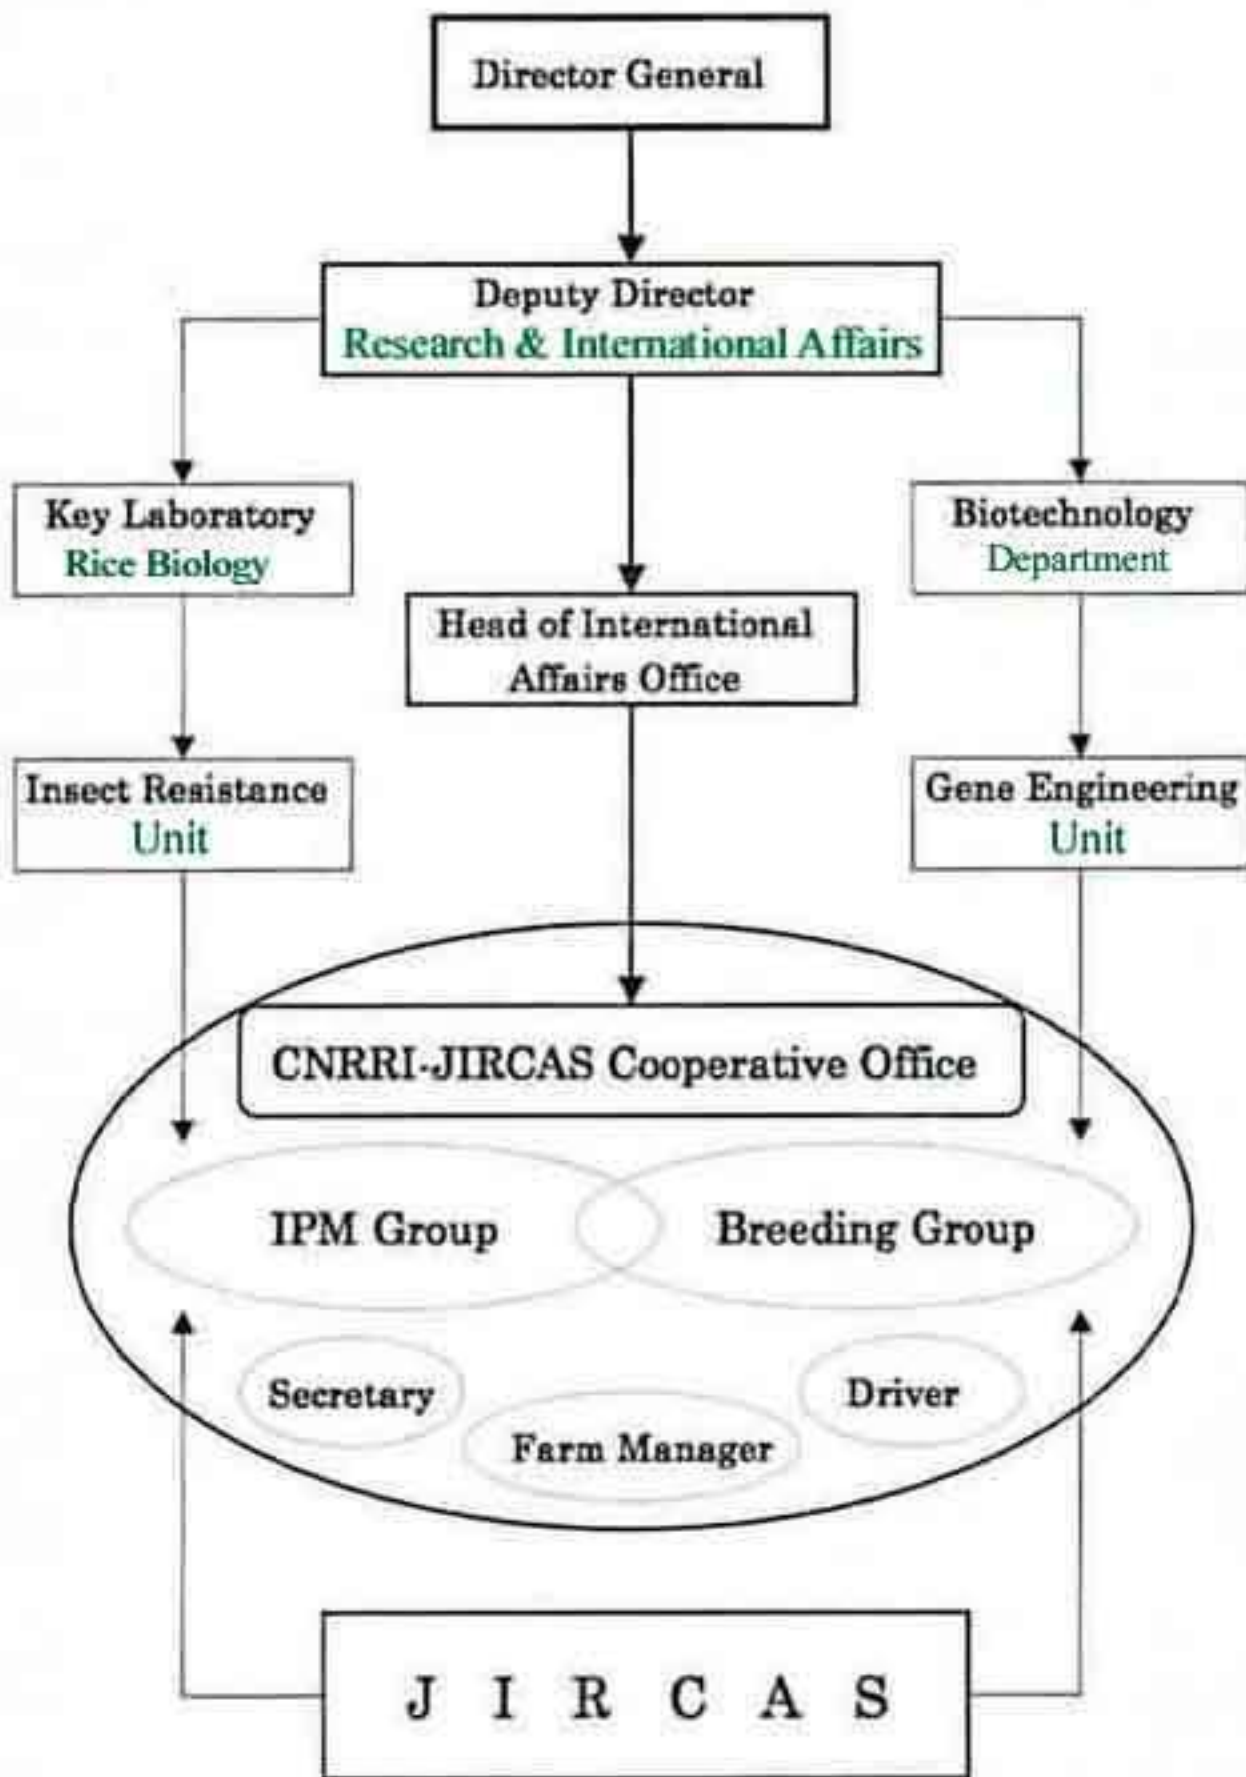 Director General
Deputy Director
Research & International Affairs
Key Laboratory
Rice Biology
Biotechnology
Department
Head of International
Affairs Office
Insect Resistance
Unit
Gene Engineering
Unit
CNRRI-JIRCAS Cooperative Office
IPM Group
Breeding Group
Secretary
Driver
Farm Manager
J I R C A S